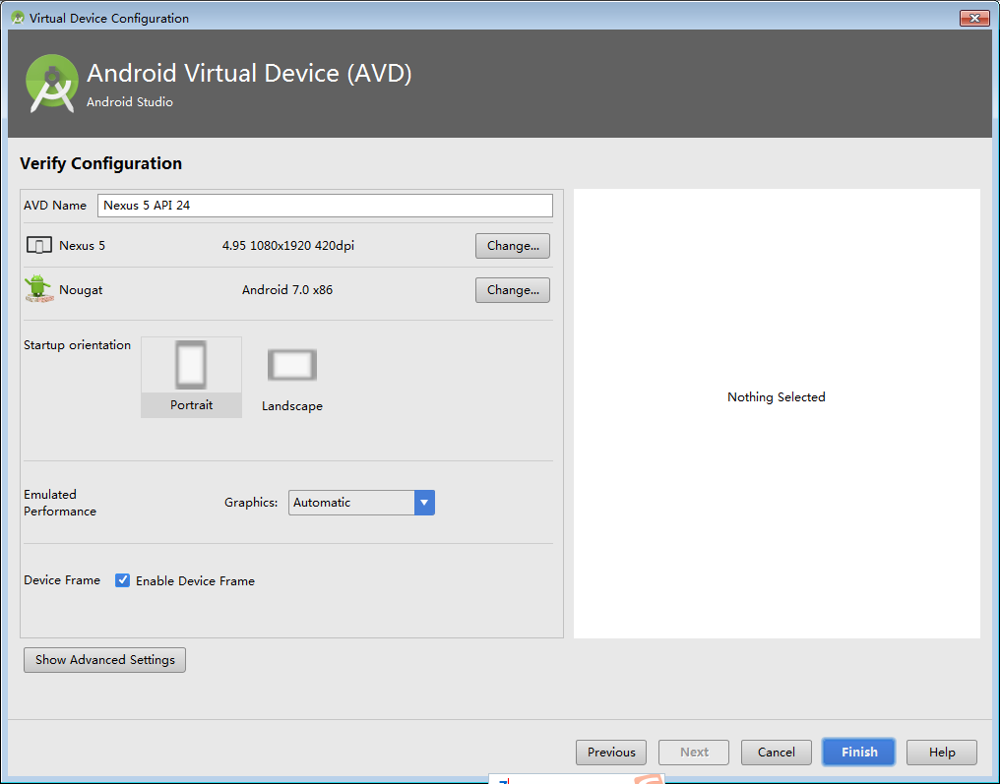 Virtual Device Configuration
Android Virtual Device (AVD)
Android Studio
Verify Configuration
AVD Name Nexus 5 API 24
Nexus 5 4.95 1080x1920 420dpi Change...
Nougat Android 7.0 x86 Change...
Startup orientation
Portrait
Landscape
Emulated
Performance
Graphics: Automatic
Device Frame Enable Device Frame
Nothing Selected
Show Advanced Settings
Previous Next Cancel Finish Help